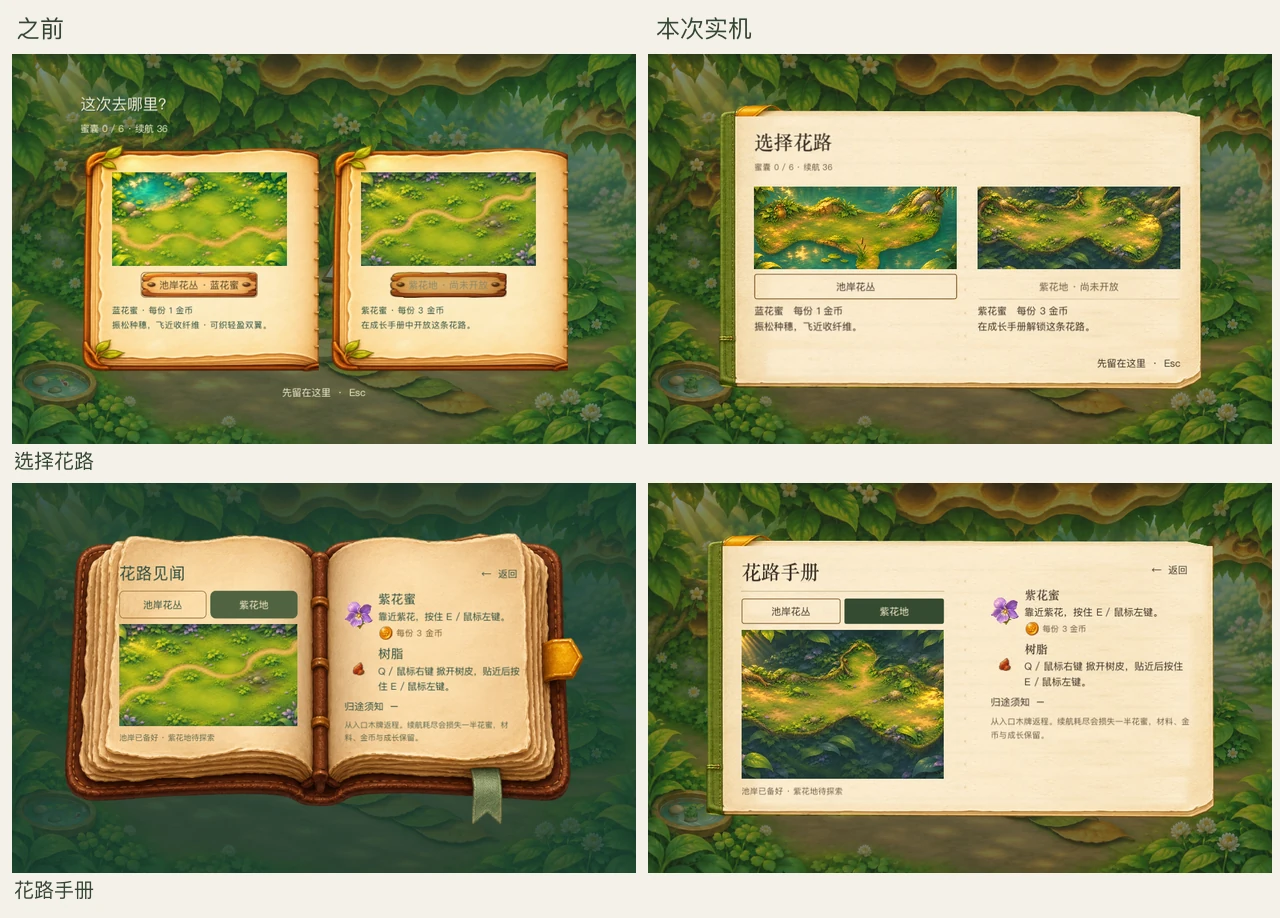 之前
本次实机
这次去哪里?
蜜囊 0 / 6 · 续航 36
池岸花丛 · 蓝花蜜
紫花地 · 尚未开放
蓝花蜜 · 每份 1 金币
振松种穗，飞近收纤维 · 可织轻盈双翼。
紫花蜜 · 每份 3 金币
在成长手册中开放这条花路。
先留在这里 · Esc
选择花路
蜜囊 0 / 6 · 续航 36
池岸花丛
紫花地 · 尚未开放
蓝花蜜 每份 1 金币
振松种穗，飞近收纤维。
紫花蜜 每份 3 金币
在成长手册解锁这条花路。
先留在这里 · Esc
选择花路
花路见闻
← 返回
池岸花丛
紫花地
池岸已备好 · 紫花地待探索
紫花蜜
靠近紫花，按住 E / 鼠标左键。
每份 3 金币
树脂
Q / 鼠标右键 掀开树皮，贴近后按
住 E / 鼠标左键。
归途须知 －
从入口木牌返程。续航耗尽会损失一半花蜜，材
料、金币与成长保留。
花路手册
← 返回
池岸花丛
紫花地
池岸已备好 · 紫花地待探索
紫花蜜
靠近紫花，按住 E / 鼠标左键。
每份 3 金币
树脂
Q / 鼠标右键 掀开树皮，贴近后按住
E / 鼠标左键。
归途须知 －
从入口木牌返程。续航耗尽会损失一半花蜜，材料、金
币与成长保留。
花路手册